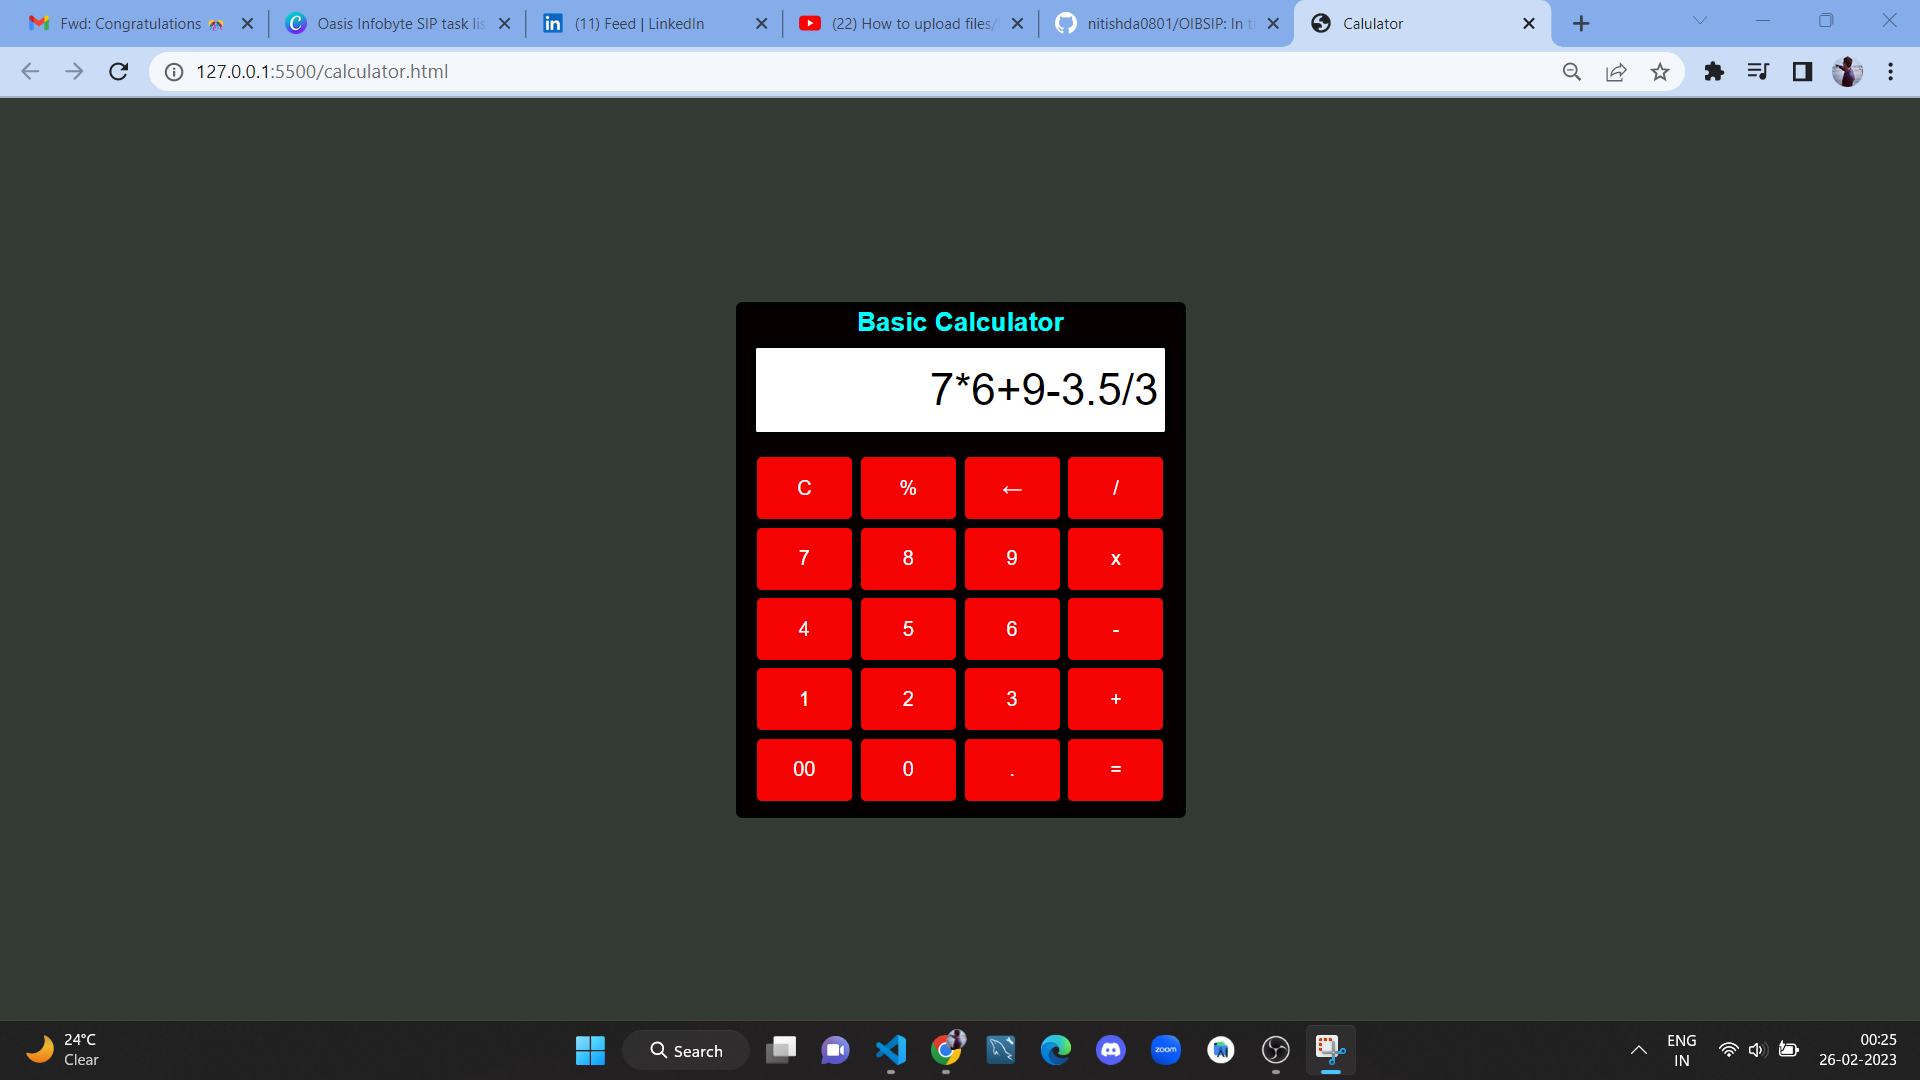 Fwd: Congratulations
Oasis Infobyte SIP task lis
(11) Feed | LinkedIn
(22) How to upload files/
nitishda0801/OIBSIP: In t
Calulator
127.0.0.1:5500/calculator.html
Basic Calculator
7*6+9-3.5/3
C % ← /
7 8 9 x
4 5 6 -
1 2 3 +
00 0 . =
24°C
Clear
Search
zoom
ENG
IN
00:25
26-02-2023